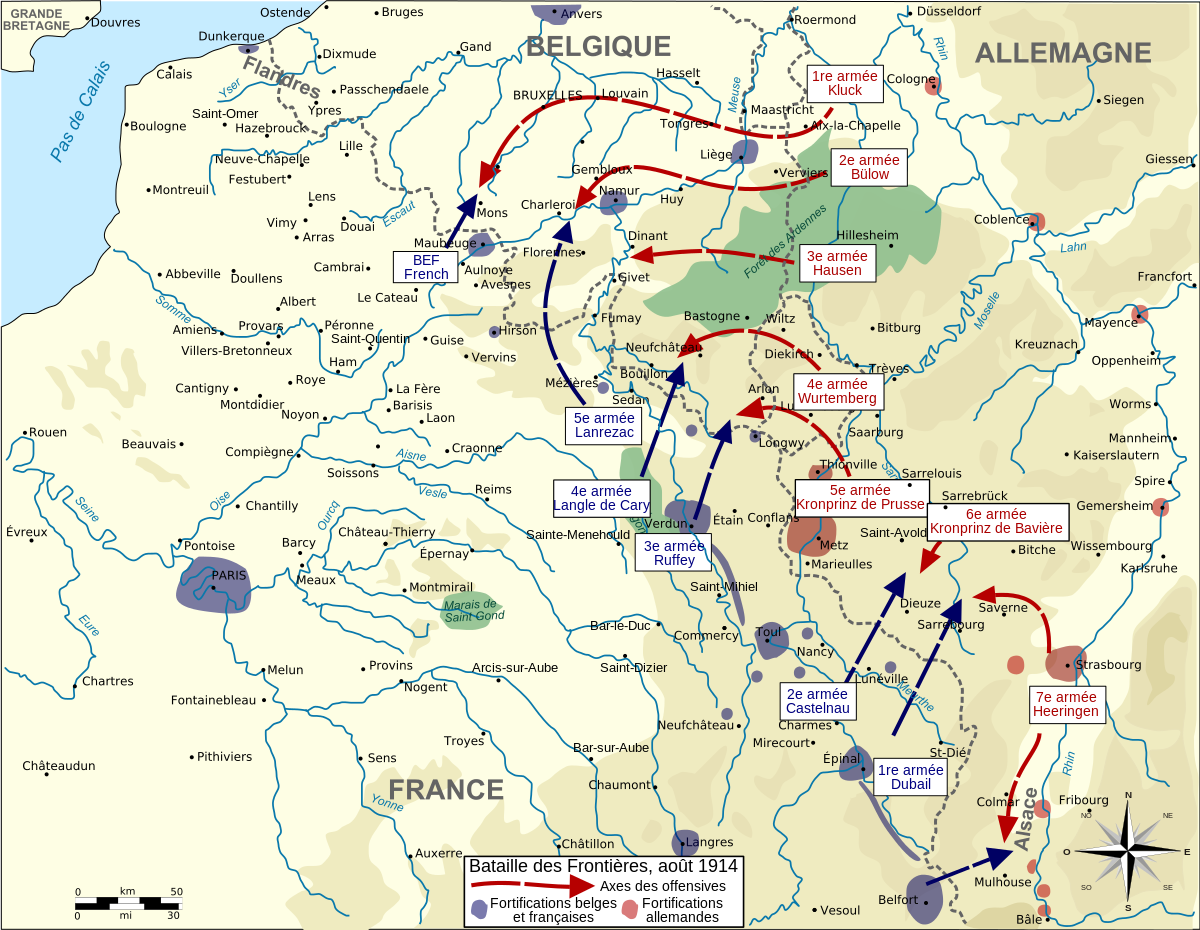 GRANDE
BRETAGNE
Douvres
Ostende
Bruges
Anvers
Roermond
Düsseldorf
Dunkerque
Dixmude
Gand
BELGIQUE
ALLEMAGNE
Rhin
Pas de Calais
Calais
Flandres
Yser
Passchendaele
Ypres
Saint-Omer
Hazebrouck
Boulogne
Lille
Neuve-Chapelle
Festubert
Montreuil
BRUXELLES
Louvain
Hasselt
Meuse
Maastricht
Tongres
Aix-la-Chapelle
1re armée
Kluck
Cologne
Siegen
Giessen
Liège
Verviers
2e armée
Bülow
Gembloux
Namur
Huy
Charleroi
Mons
Lens
Vimy
Douai
Arras
Escaut
Maubeuge
Florennes
Dinant
Forêt des Ardennes
Hillesheim
Coblence
Lahn
BEF
French
Aulnoye
Avesnes
Givet
3e armée
Hausen
Francfort
Abbeville
Doullens
Cambrai
Le Cateau
Somme
Albert
Amiens
Provars
Péronne
Villers-Bretonneux
Saint-Quentin
Ham
Guise
Hirson
Vervins
Fumay
Bastogne
Wiltz
Bitburg
Moselle
Mayence
Kreuznach
Oppenheim
Neufchâteau
Diekirch
Trèves
Bouillon
Mézières
Sedan
Arlon
Lu
4e armée
Wurtemberg
Cantigny
Roye
Montdidier
Noyon
La Fère
Barisis
Laon
5e armée
Lanrezac
Longwy
Saarburg
Worms
Mannheim
Kaiserslautern
Rouen
Beauvais
Compiègne
Aisne
Craonne
Soissons
Vesle
Reims
Thionville
Sarrelouis
Sar
Spire
Gemersheim
Seine
Oise
Chantilly
Ourcq
4e armée
Langle de Cary
gon
Verdun
Étain
Conflans
5e armée
Kronprinz de Prusse
Sarrebrück
6e armée
Kronprinz de Bavière
Saint-Avold
Metz
Marieulles
Bitche
Wissembourg
Karlsruhe
Évreux
Pontoise
Barcy
Château-Thierry
Épernay
Sainte-Menehould
3e armée
Ruffey
PARIS
Meaux
Montmirail
Marais de
Saint Gond
Saint-Mihiel
Dieuze
Saverne
Sarrebourg
Eure
Bar-le-Duc
Commercy
Toul
Nancy
Strasbourg
Chartres
Melun
Provins
Nogent
Arcis-sur-Aube
Saint-Dizier
Lunéville
Meurthe
2e armée
Castelnau
7e armée
Heeringen
Fontainebleau
Neufchâteau
Charmes
Mirecourt
St-Dié
Rhin
Pithiviers
Sens
Troyes
Bar-sur-Aube
Chaumont
Épinal
1re armée
Dubail
Châteaudun
FRANCE
Yonne
Colmar
Alsace
Fribourg
Auxerre
Châtillon
Langres
Mulhouse
Belfort
Vesoul
Bâle
N
NO
NE
O
E
SO
SE
S
0 km 50
0 mi 30
Bataille des Frontières, août 1914
Axes des offensives
Fortifications belges
et françaises
Fortifications
allemandes